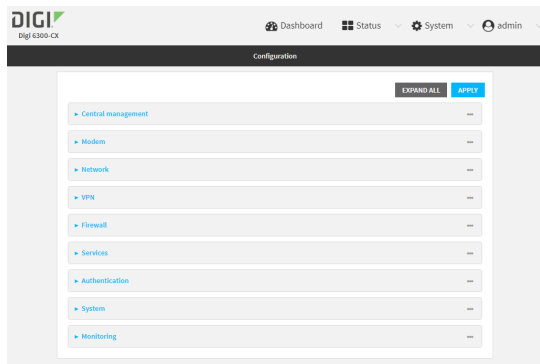 DIGI
Digi 6300-CX
Dashboard Status System admin
Configuration
EXPAND ALL APPLY
Central management
Modem
Network
VPN
Firewall
Services
Authentication
System
Monitoring